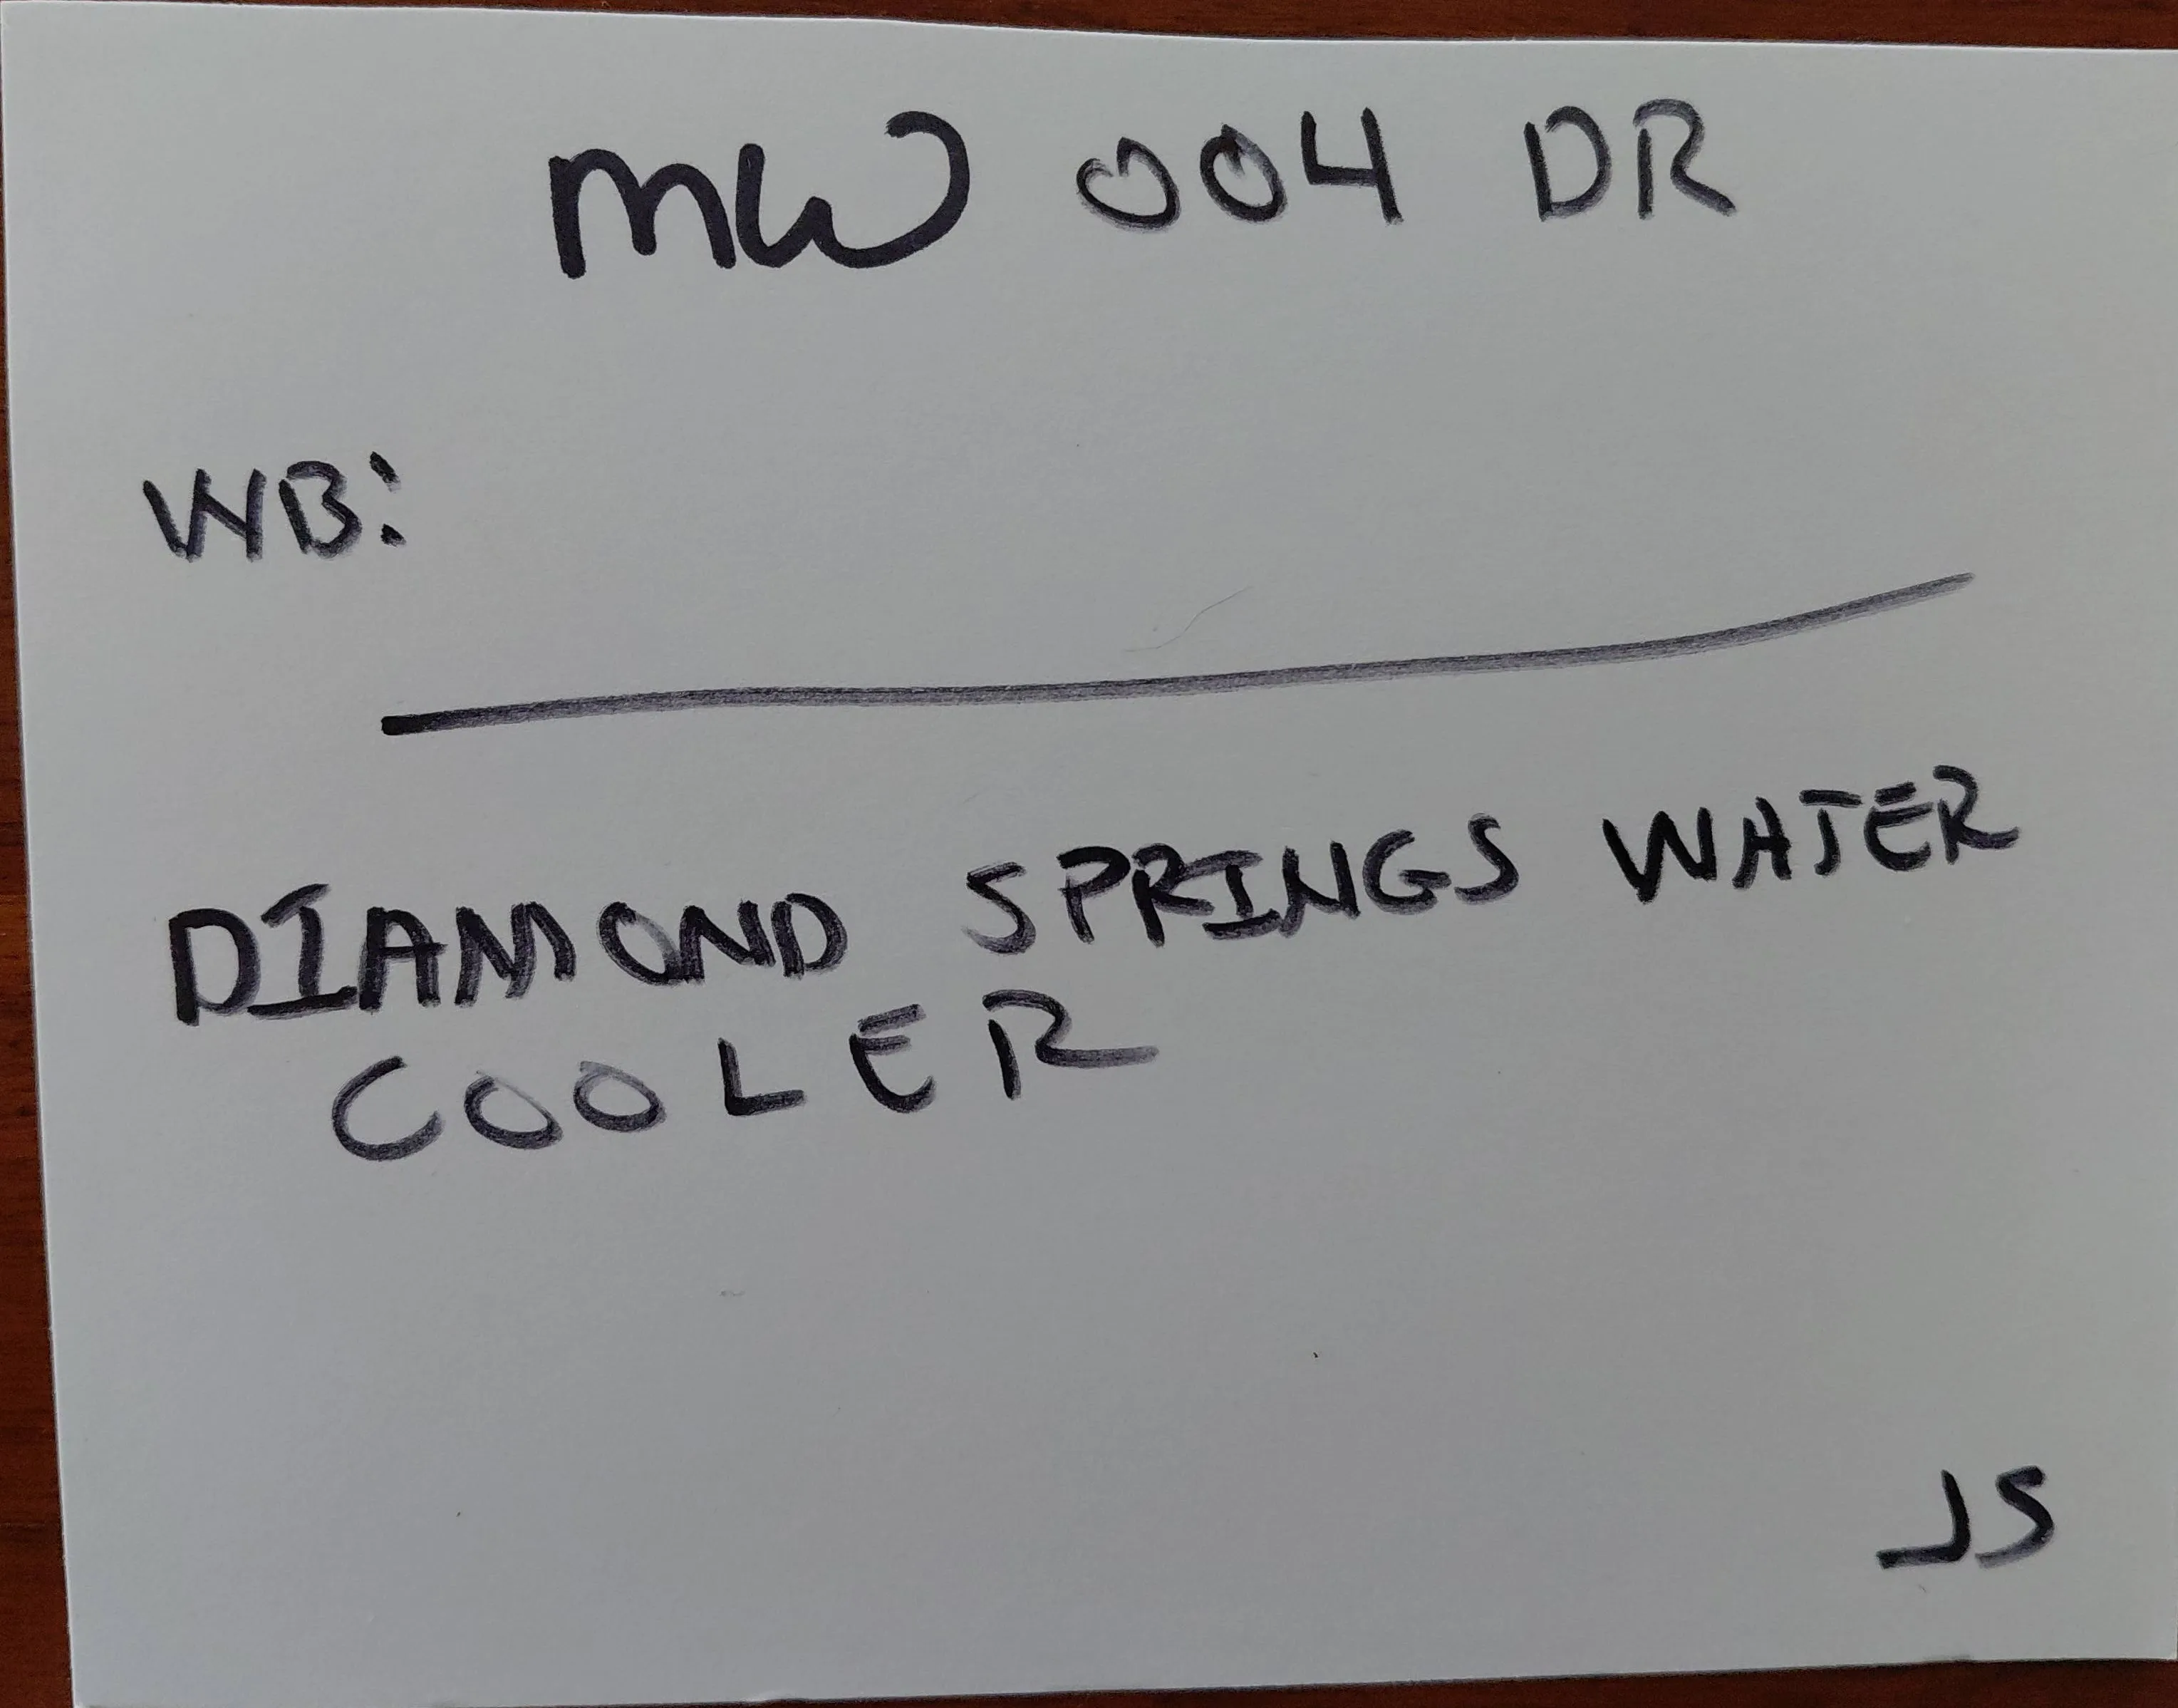 MW 004 DR
WB:
DIAMOND SPRINGS WATER
COOLER
JS